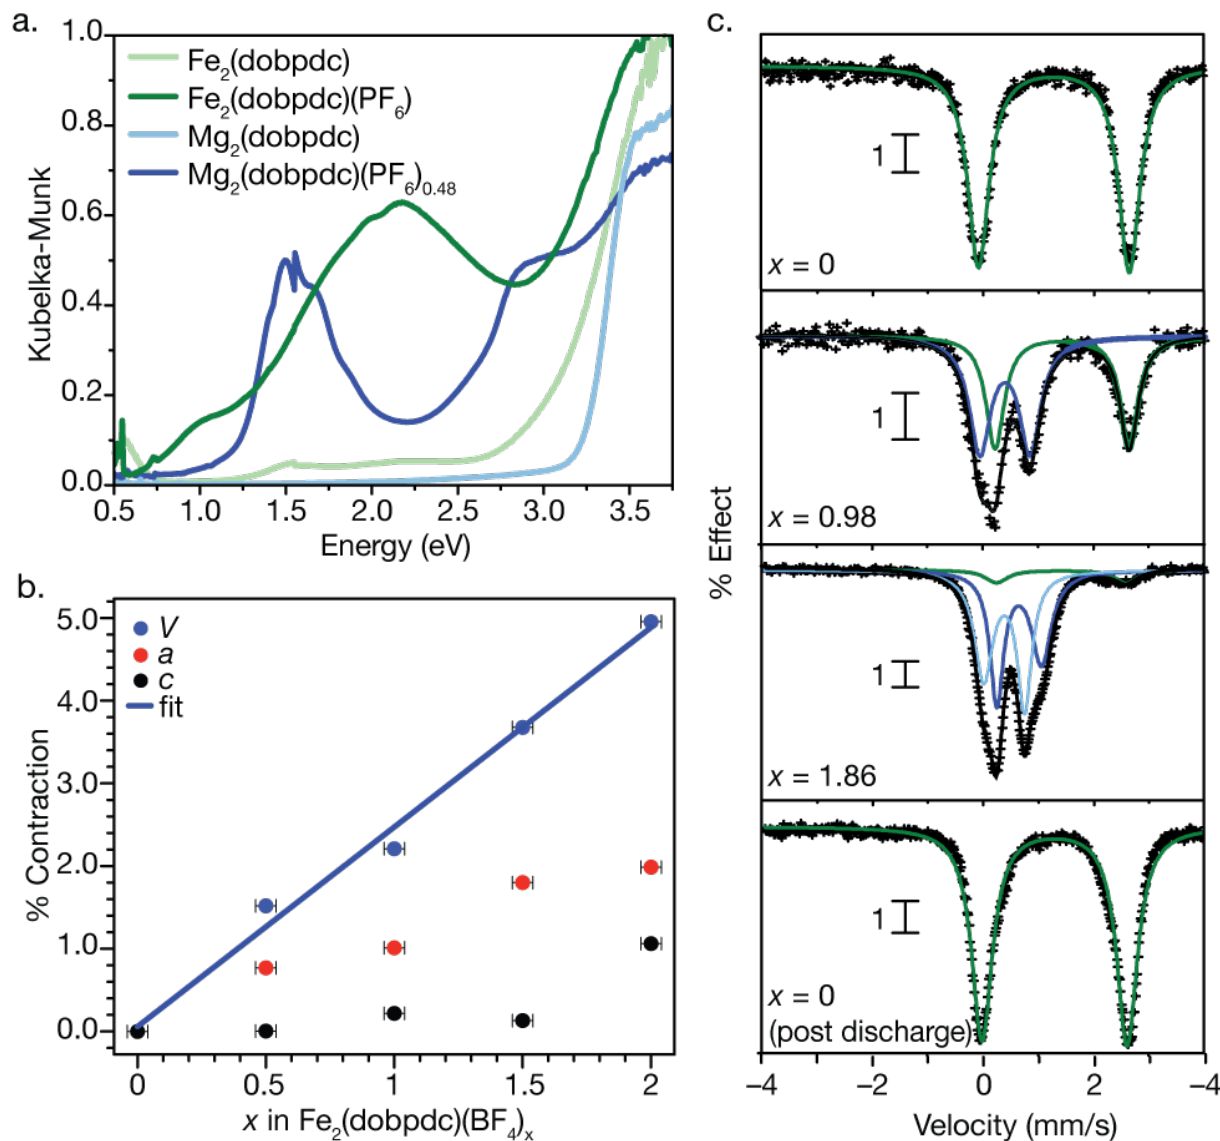 a.
1.0
0.8
0.6
0.4
0.2
0.0
Kubelka-Munk
Fe2(dobpdc)
Fe2(dobpdc)(PF6)
Mg2(dobpdc)
Mg2(dobpdc)(PF6)0.48
0.5 1.0 1.5 2.0 2.5 3.0 3.5
Energy (eV)
b.
5.0
4.0
3.0
2.0
1.0
0.0
% Contraction
V
a
c
fit
0 0.5 1 1.5 2
x in Fe2(dobpdc)(BF4)x
c.
% Effect
1
x = 0
1
x = 0.98
1
x = 1.86
1
x = 0
(post discharge)
–4 –2 0 2 –4
Velocity (mm/s)